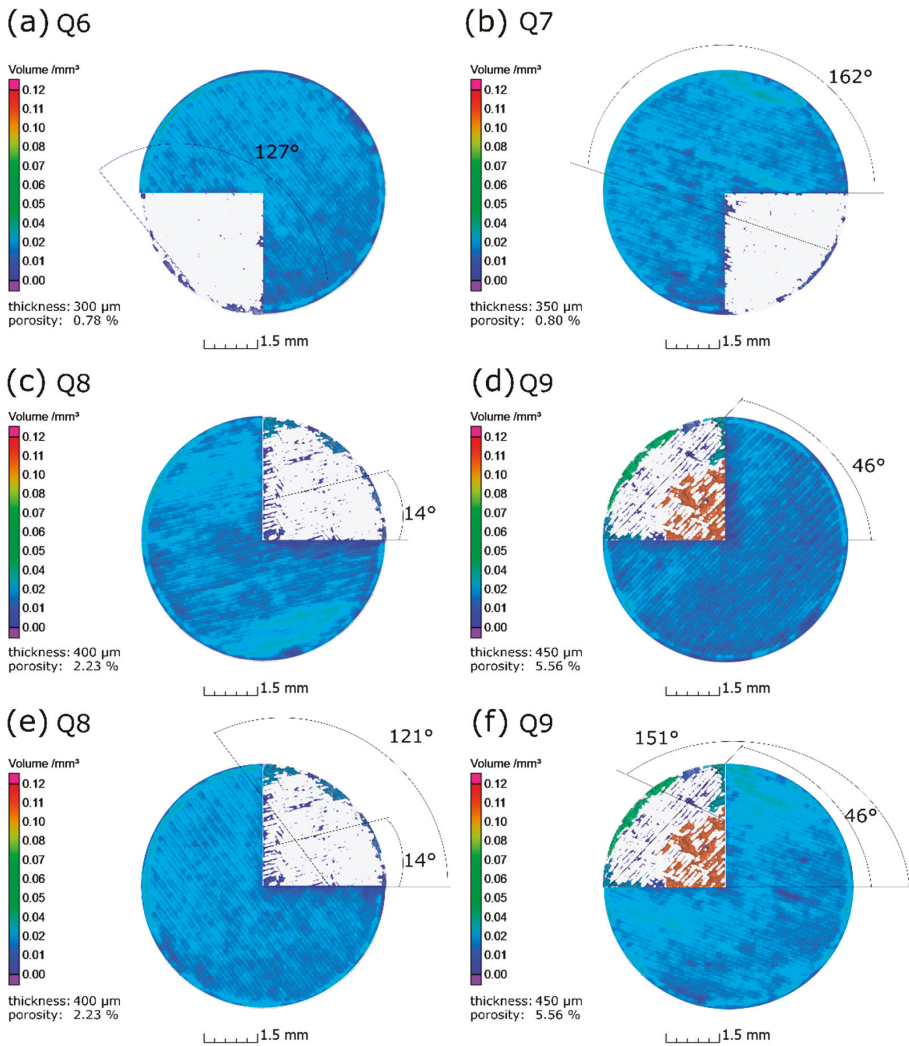 (a) Q6
Volume /mm³
0.12
0.11
0.10
0.09
0.08
0.07
0.06
0.05
0.04
0.03
0.02
0.01
0.00
127°
thickness: 300 µm
porosity: 0.78 %
1.5 mm
(b) Q7
Volume /mm³
0.12
0.11
0.10
0.09
0.08
0.07
0.06
0.05
0.04
0.03
0.02
0.01
0.00
162°
thickness: 350 µm
porosity: 0.80 %
1.5 mm
(c) Q8
Volume /mm³
0.12
0.11
0.10
0.09
0.08
0.07
0.06
0.05
0.04
0.03
0.02
0.01
0.00
14°
thickness: 400 µm
porosity: 2.23 %
1.5 mm
(d) Q9
Volume /mm³
0.12
0.11
0.10
0.09
0.08
0.07
0.06
0.05
0.04
0.03
0.02
0.01
0.00
46°
thickness: 450 µm
porosity: 5.56 %
1.5 mm
(e) Q8
Volume /mm³
0.12
0.11
0.10
0.09
0.08
0.07
0.06
0.05
0.04
0.03
0.02
0.01
0.00
121°
14°
thickness: 400 µm
porosity: 2.23 %
1.5 mm
(f) Q9
Volume /mm³
0.12
0.11
0.10
0.09
0.08
0.07
0.06
0.05
0.04
0.03
0.02
0.01
0.00
151°
46°
thickness: 450 µm
porosity: 5.56 %
1.5 mm